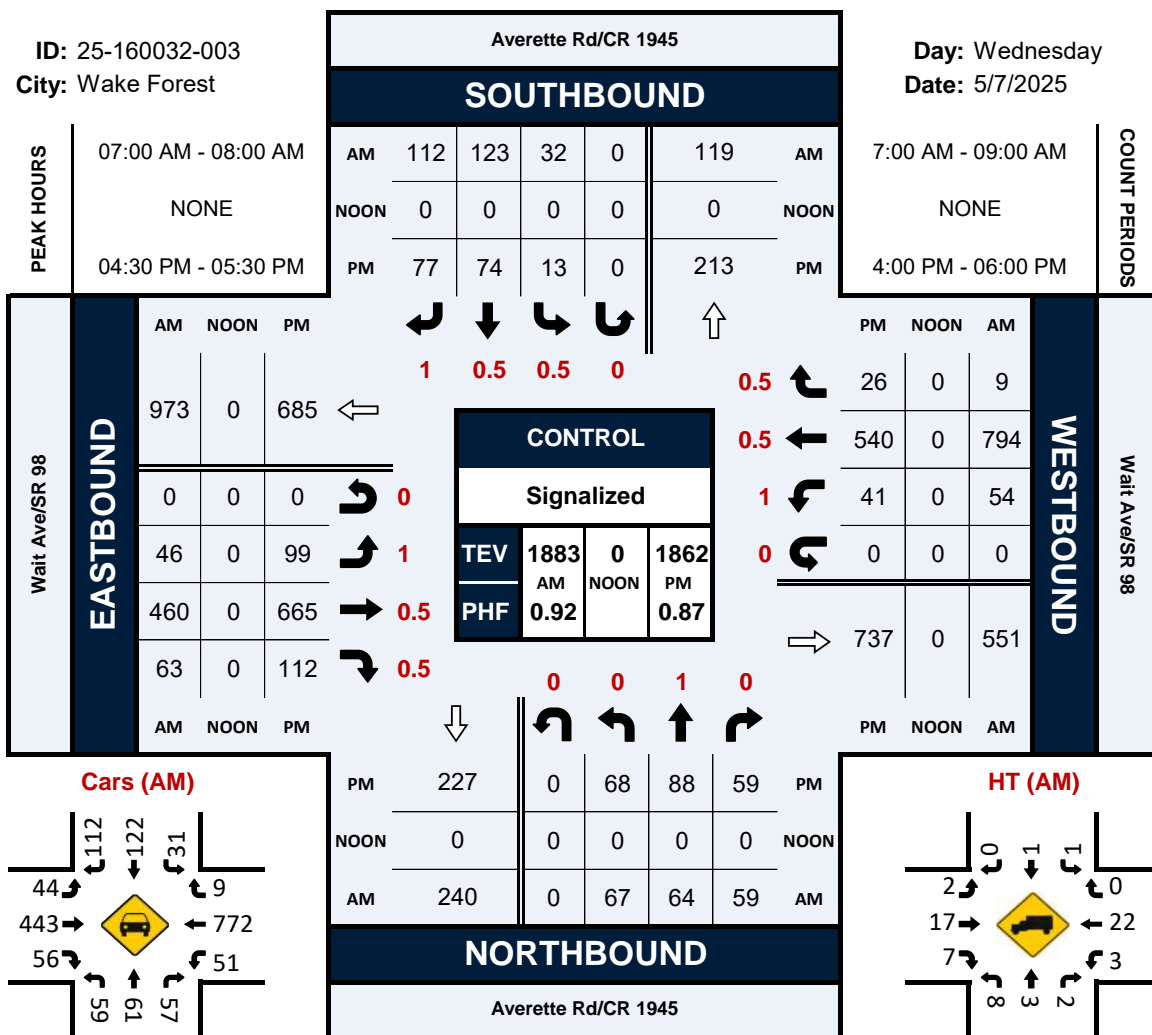 ID: 25-160032-003
City: Wake Forest
Averette Rd/CR 1945
SOUTHBOUND
Day: Wednesday
Date: 5/7/2025
PEAK HOURS
07:00 AM - 08:00 AM
NONE
04:30 PM - 05:30 PM
AM 112 123 32 0 119 AM
NOON 0 0 0 0 0 NOON
PM 77 74 13 0 213 PM
7:00 AM - 09:00 AM
NONE
4:00 PM - 06:00 PM
COUNT PERIODS
1 0.5 0.5 0
Wait Ave/SR 98
EASTBOUND
AM NOON PM
973 0 685
0 0 0 0
46 0 99 1
460 0 665 0.5
63 0 112 0.5
AM NOON PM
CONTROL
Signalized
TEV 1883 0 1862
AM NOON PM
PHF 0.92 0.87
PM NOON AM
0.5 26 0 9
0.5 540 0 794
1 41 0 54
0 0 0 0
737 0 551
PM NOON AM
WESTBOUND
Wait Ave/SR 98
0 0 1 0
PM 227 0 68 88 59 PM
NOON 0 0 0 0 0 NOON
AM 240 0 67 64 59 AM
NORTHBOUND
Averette Rd/CR 1945
Cars (AM)
112 122 31
44 9
443 772
56 51
59 61 57
HT (AM)
0 1 1
2 0
17 22
7 3
8 3 2